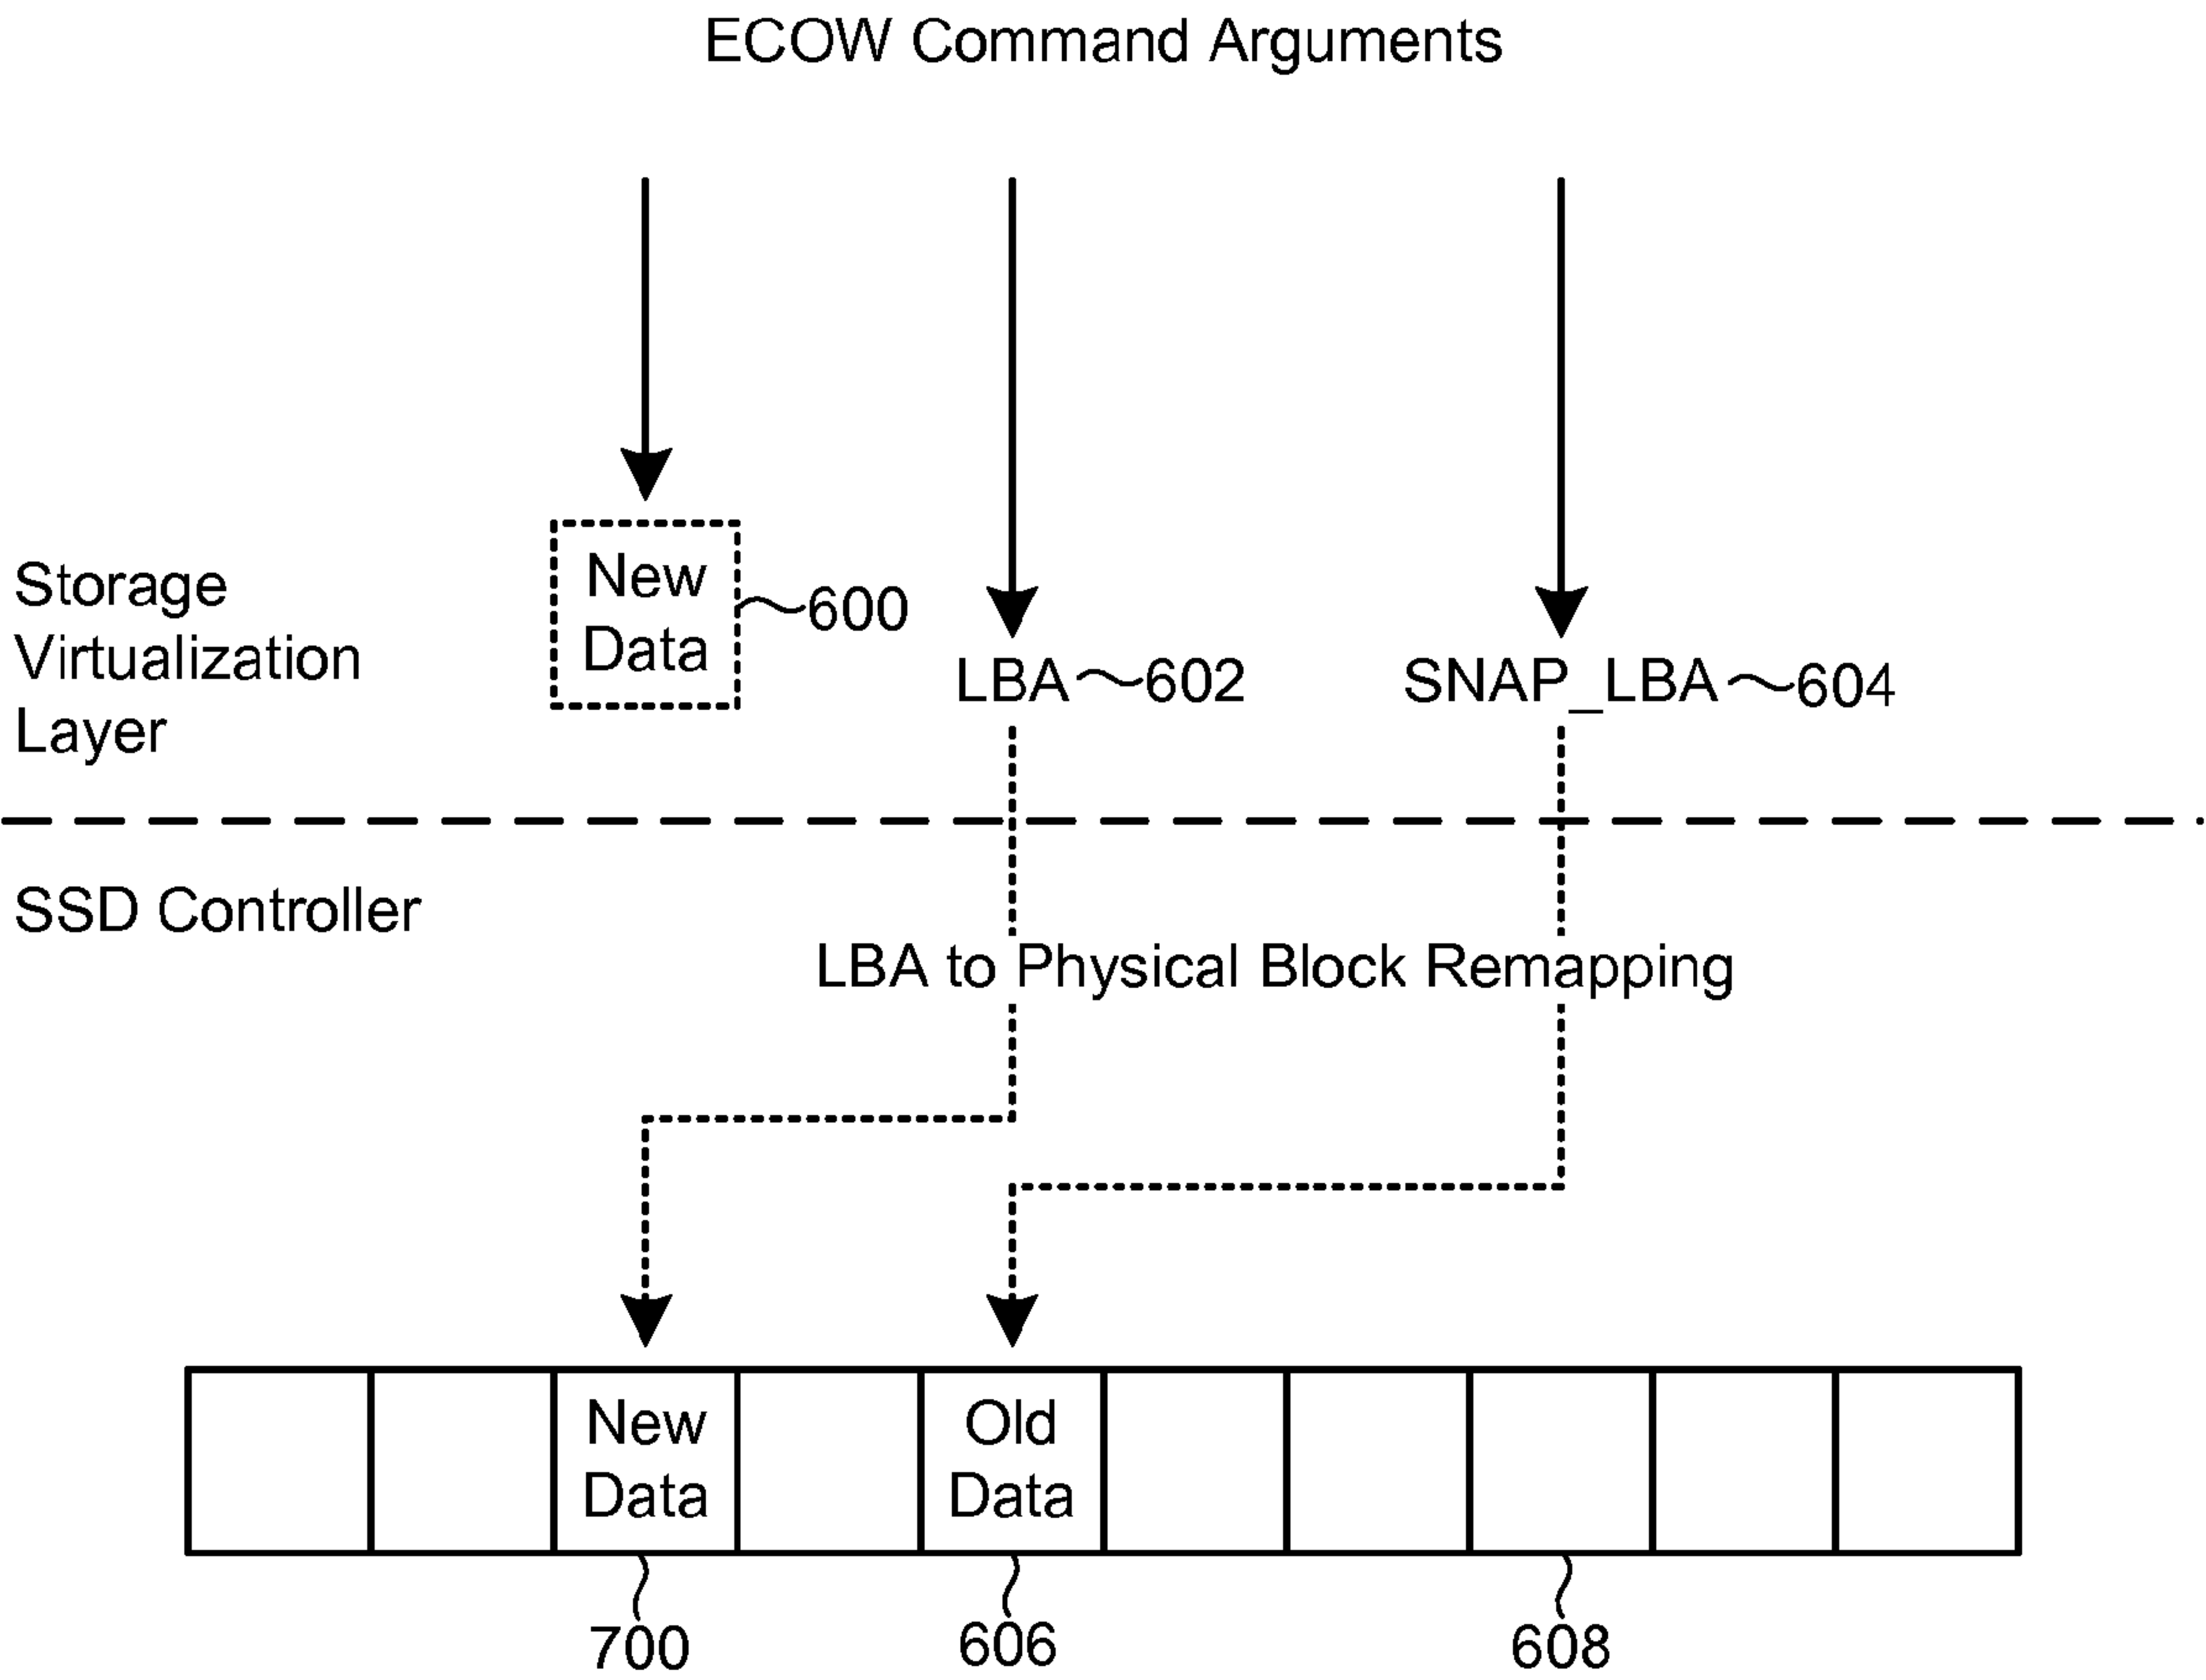 ECOW Command Arguments
New
Data
600
Storage
Virtualization
Layer
LBA 602
SNAP_LBA 604
SSD Controller
LBA to Physical Block Remapping
New
Data
Old
Data
700
606
608